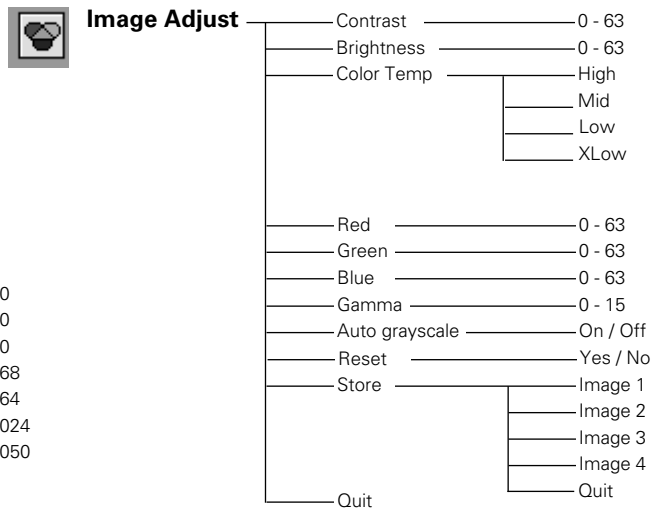 Image Adjust Contrast 0 - 63
Brightness 0 - 63
Color Temp High
Mid
Low
XLow
Red 0 - 63
Green 0 - 63
Blue 0 - 63
Gamma 0 - 15
Auto grayscale On / Off
Reset Yes / No
Store Image 1
Image 2
Image 3
Image 4
Quit
Quit
0
0
0
68
64
024
050